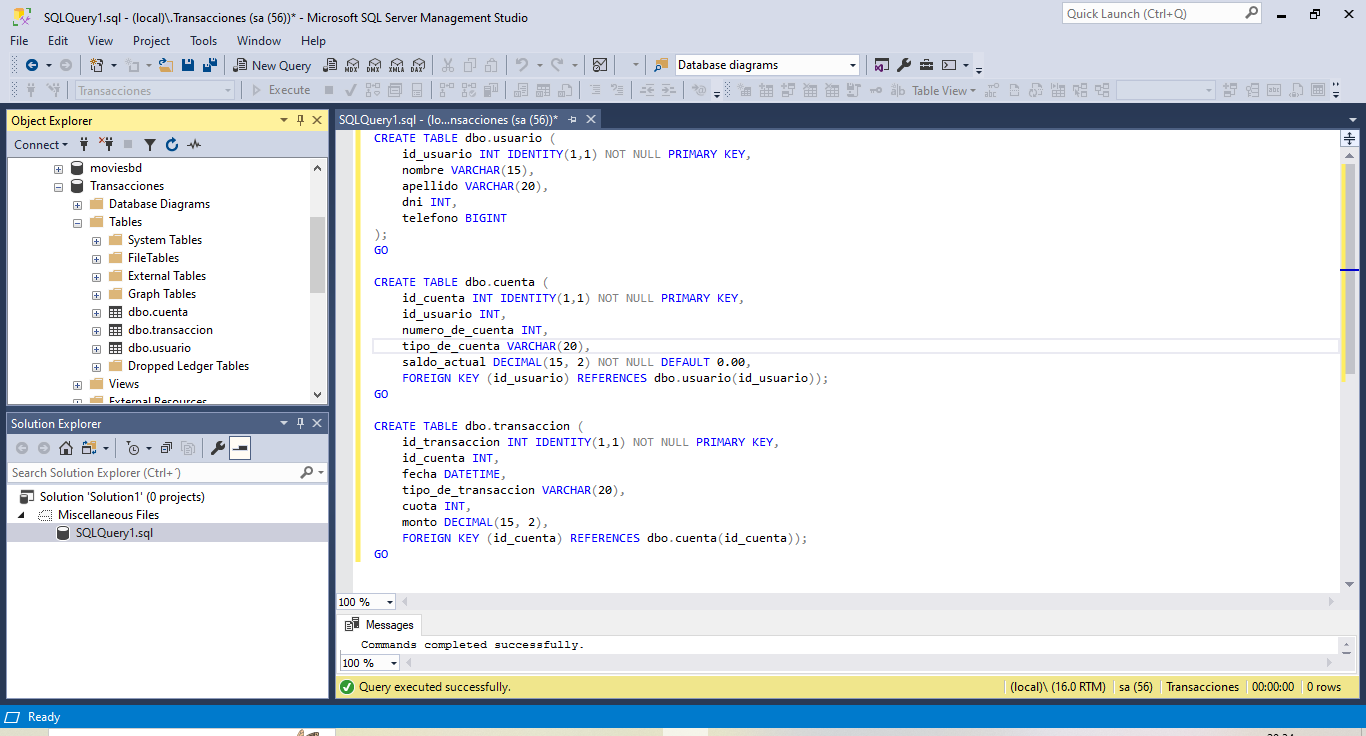 SQLQuery1.sql - (local)\.Transacciones (sa (56))* - Microsoft SQL Server Management Studio
Quick Launch (Ctrl+Q)
File Edit View Project Tools Window Help
New Query MDX DMX XMLA DAX Database diagrams
Transacciones Execute Table View
Object Explorer
Connect
moviesbd
Transacciones
Database Diagrams
Tables
System Tables
FileTables
External Tables
Graph Tables
dbo.cuenta
dbo.transaccion
dbo.usuario
Dropped Ledger Tables
Views
External Resources
Solution Explorer
Search Solution Explorer (Ctrl+´)
Solution 'Solution1' (0 projects)
Miscellaneous Files
SQLQuery1.sql
SQLQuery1.sql - (lo...nsacciones (sa (56))*
CREATE TABLE dbo.usuario (
id_usuario INT IDENTITY(1,1) NOT NULL PRIMARY KEY,
nombre VARCHAR(15),
apellido VARCHAR(20),
dni INT,
telefono BIGINT
);
GO
CREATE TABLE dbo.cuenta (
id_cuenta INT IDENTITY(1,1) NOT NULL PRIMARY KEY,
id_usuario INT,
numero_de_cuenta INT,
tipo_de_cuenta VARCHAR(20),
saldo_actual DECIMAL(15, 2) NOT NULL DEFAULT 0.00,
FOREIGN KEY (id_usuario) REFERENCES dbo.usuario(id_usuario));
GO
CREATE TABLE dbo.transaccion (
id_transaccion INT IDENTITY(1,1) NOT NULL PRIMARY KEY,
id_cuenta INT,
fecha DATETIME,
tipo_de_transaccion VARCHAR(20),
cuota INT,
monto DECIMAL(15, 2),
FOREIGN KEY (id_cuenta) REFERENCES dbo.cuenta(id_cuenta));
GO
100 %
Messages
Commands completed successfully.
100 %
Query executed successfully. (local)\ (16.0 RTM) sa (56) Transacciones 00:00:00 0 rows
Ready